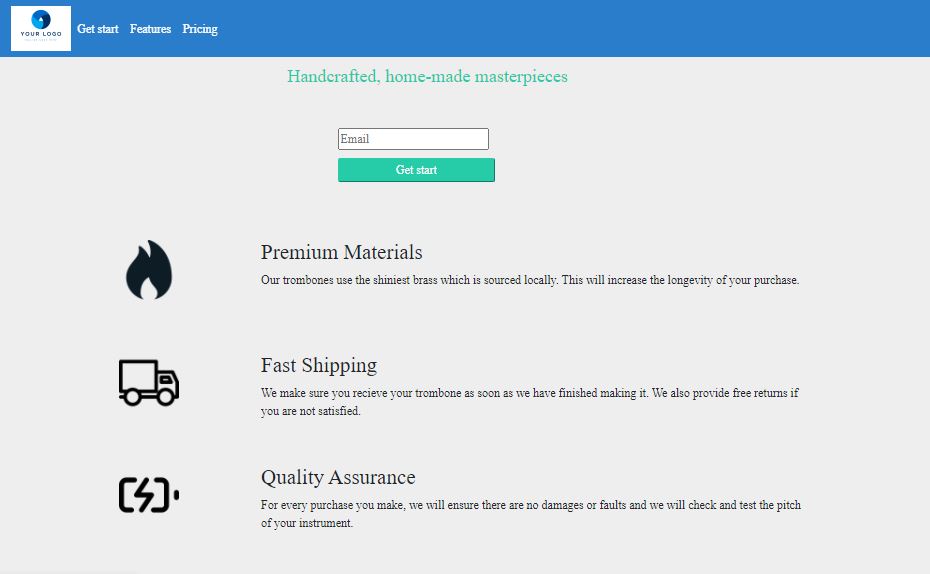 YOUR LOGO
Get start Features Pricing
Handcrafted, home-made masterpieces
Email
Get start
Premium Materials
Our trombones use the shiniest brass which is sourced locally. This will increase the longevity of your purchase.
Fast Shipping
We make sure you recieve your trombone as soon as we have finished making it. We also provide free returns if
you are not satisfied.
Quality Assurance
For every purchase you make, we will ensure there are no damages or faults and we will check and test the pitch
of your instrument.